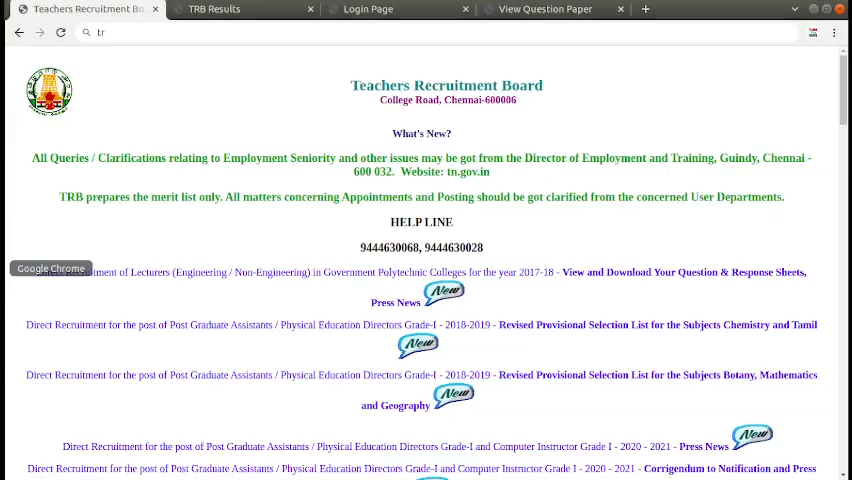 Teachers Recruitment Bo
TRB Results
Login Page
View Question Paper
tr
Teachers Recruitment Board
College Road, Chennai-600006
What's New?
All Queries / Clarifications relating to Employment Seniority and other issues may be got from the Director of Employment and Training, Guindy, Chennai -
600 032. Website: tn.gov.in
TRB prepares the merit list only. All matters concerning Appointments and Posting should be got clarified from the concerned User Departments.
HELP LINE
9444630068, 9444630028
Google Chrome
ment of Lecturers (Engineering / Non-Engineering) in Government Polytechnic Colleges for the year 2017-18 - View and Download Your Question & Response Sheets,
Press News New
Direct Recruitment for the post of Post Graduate Assistants / Physical Education Directors Grade-I - 2018-2019 - Revised Provisional Selection List for the Subjects Chemistry and Tamil
New
Direct Recruitment for the post of Post Graduate Assistants / Physical Education Directors Grade-I - 2018-2019 - Revised Provisional Selection List for the Subjects Botany, Mathematics
and Geography New
Direct Recruitment for the post of Post Graduate Assistants / Physical Education Directors Grade-I and Computer Instructor Grade I - 2020 - 2021 - Press News New
Direct Recruitment for the post of Post Graduate Assistants / Physical Education Directors Grade-I and Computer Instructor Grade I - 2020 - 2021 - Corrigendum to Notification and Press